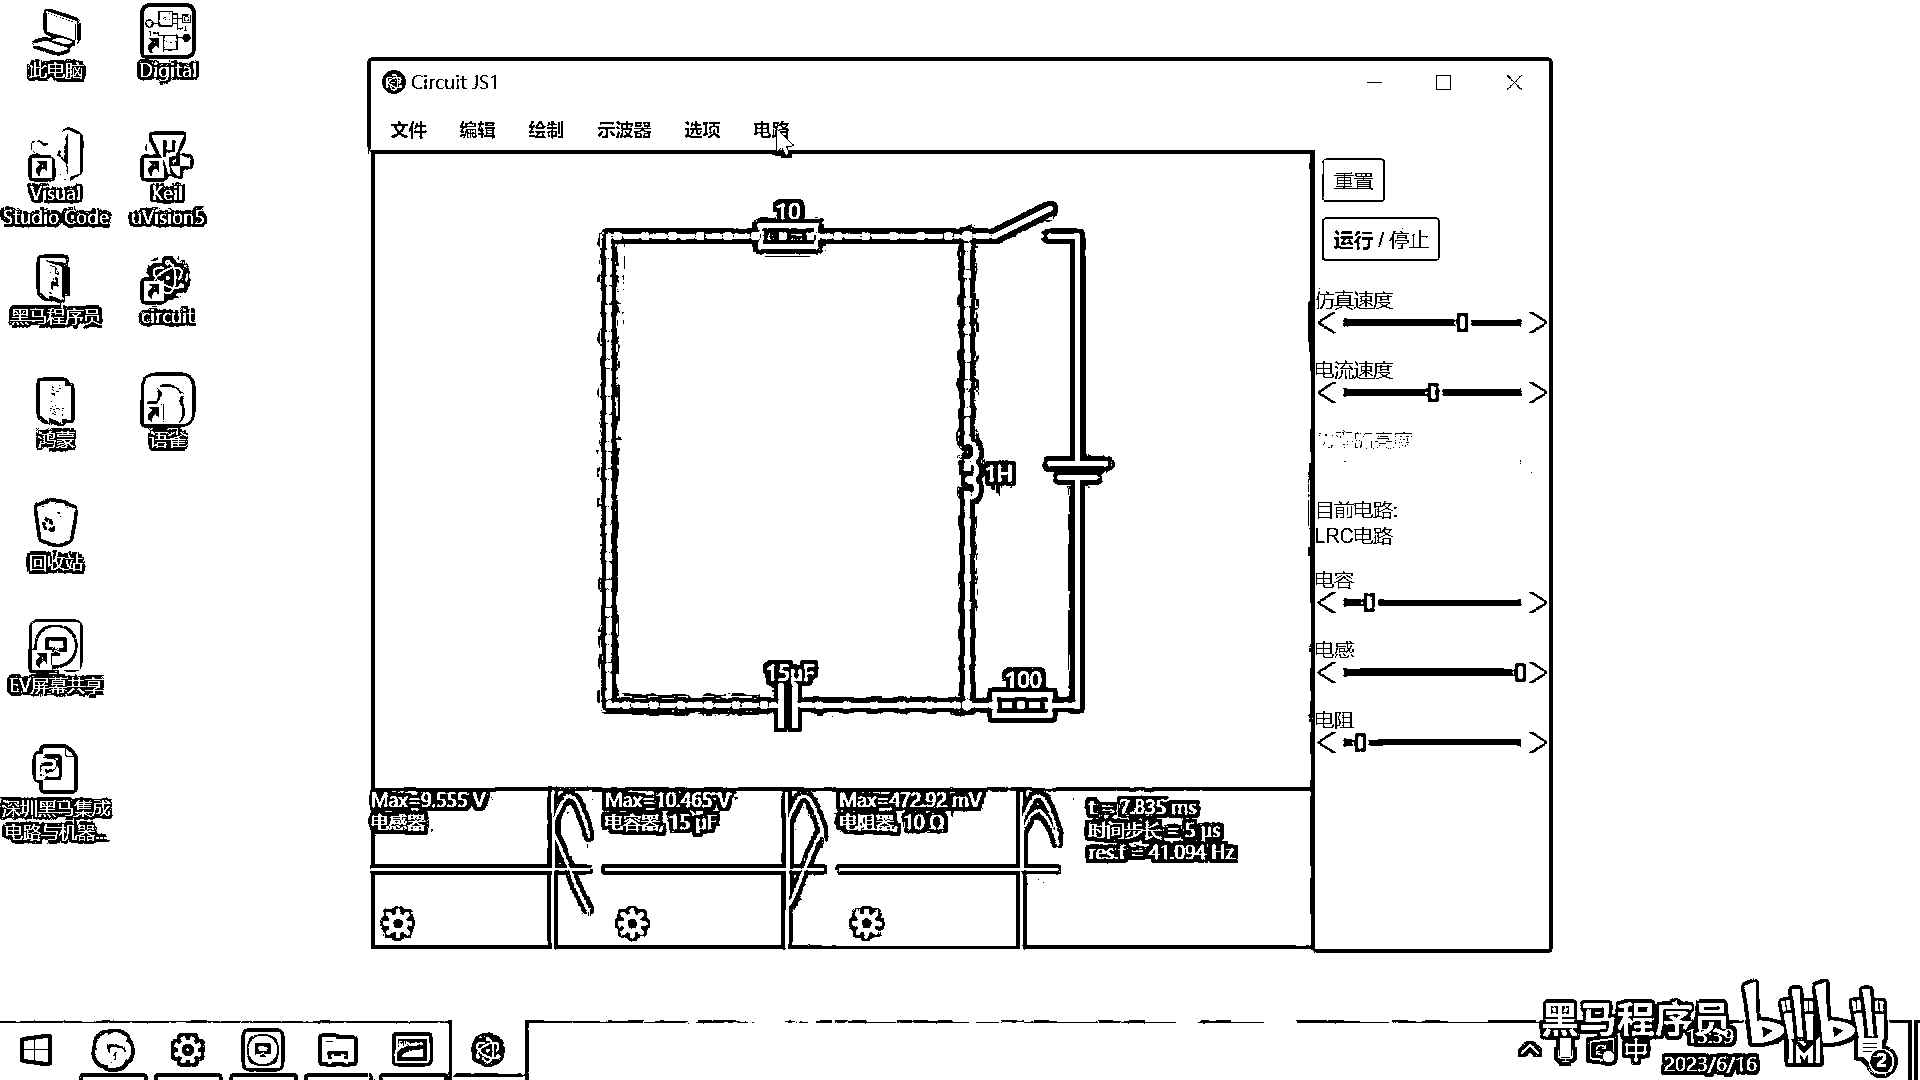 此电脑
Digital
Visual
Studio Code
Keil
uVision5
黑马程序员
circuit
鸿蒙
语雀
回收站
EV屏幕共享
深圳黑马集成
电路与机器...
Circuit JS1
文件 编辑 绘制 示波器 选项 电路
10
1H
15uF
100
重置
运行 / 停止
仿真速度
电流速度
目前电路:
LRC电路
电容
电感
电阻
Max=9.555 V
电感器
Max=10.465 V
电容器, 15 μF
Max=472.92 mV
电阻器, 10 Ω
t = 7.835 ms
时间步长 = 5 μs
res.f = 41.094 Hz
黑马程序员
bilibili
中
15:59
2023/6/16
2